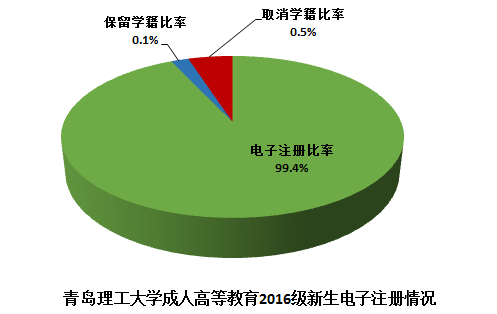 保留学籍比率
0.1%
取消学籍比率
0.5%
电子注册比率
99.4%
青岛理工大学成人高等教育2016级新生电子注册情况